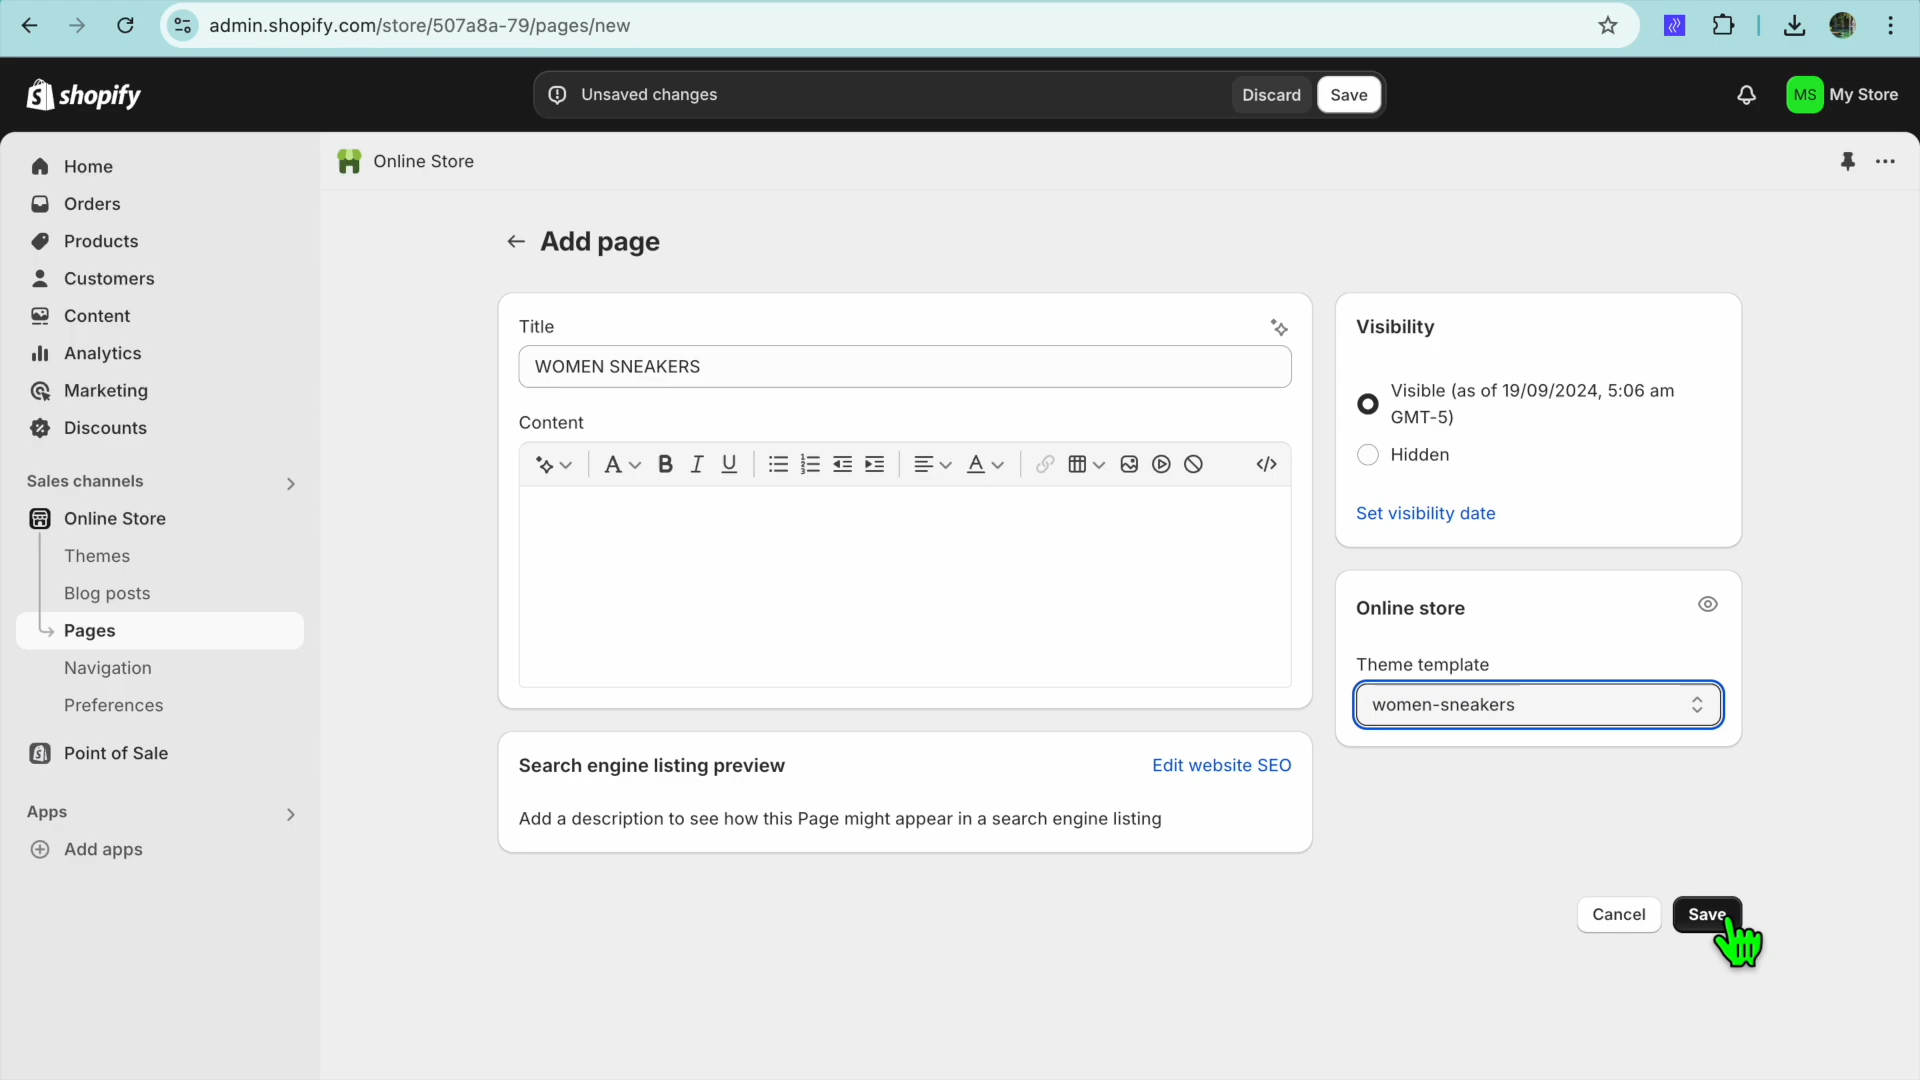 admin.shopify.com/store/507a8a-79/pages/new
shopify
Unsaved changes
Discard
Save
MS
My Store
Home
Orders
Products
Customers
Content
Analytics
Marketing
Discounts
Sales channels
Online Store
Themes
Blog posts
Pages
Navigation
Preferences
Point of Sale
Apps
Add apps
Online Store
Add page
Title
WOMEN SNEAKERS
Content
Search engine listing preview
Edit website SEO
Add a description to see how this Page might appear in a search engine listing
Visibility
Visible (as of 19/09/2024, 5:06 am
GMT-5)
Hidden
Set visibility date
Online store
Theme template
women-sneakers
Cancel
Save